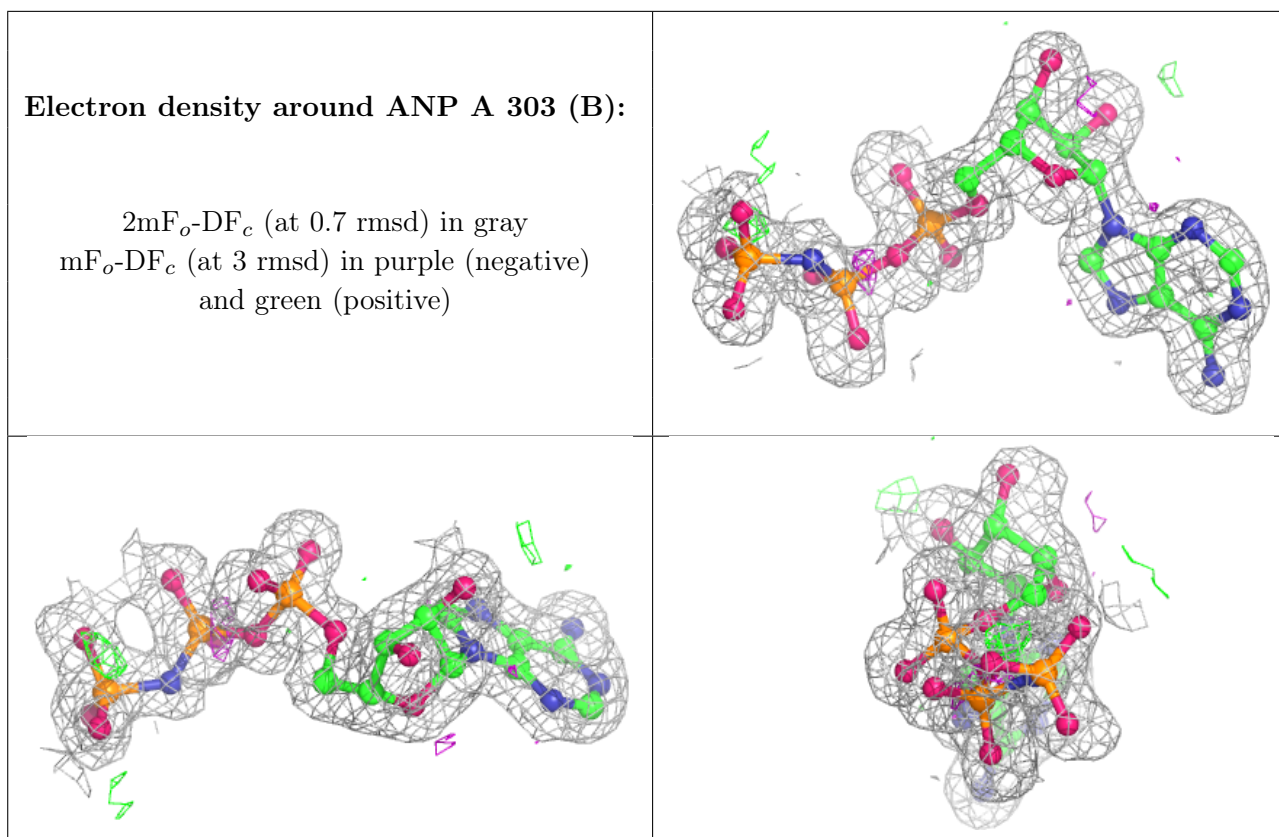 Electron density around ANP A 303 (B):
2mFₒ-DF𝒸 (at 0.7 rmsd) in gray
mFₒ-DF𝒸 (at 3 rmsd) in purple (negative)
and green (positive)